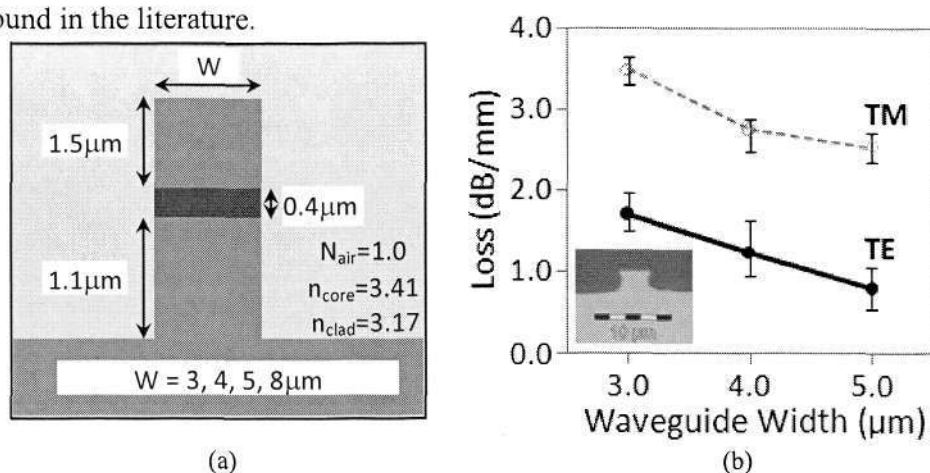 ound in the literature.
W
1.5μm
0.4μm
1.1μm
N_air=1.0
n_core=3.41
n_clad=3.17
W = 3, 4, 5, 8μm
(a)
4.0
3.0
2.0
1.0
0.0
Loss (dB/mm)
TM
TE
10 μm
3.0 4.0 5.0
Waveguide Width (μm)
(b)